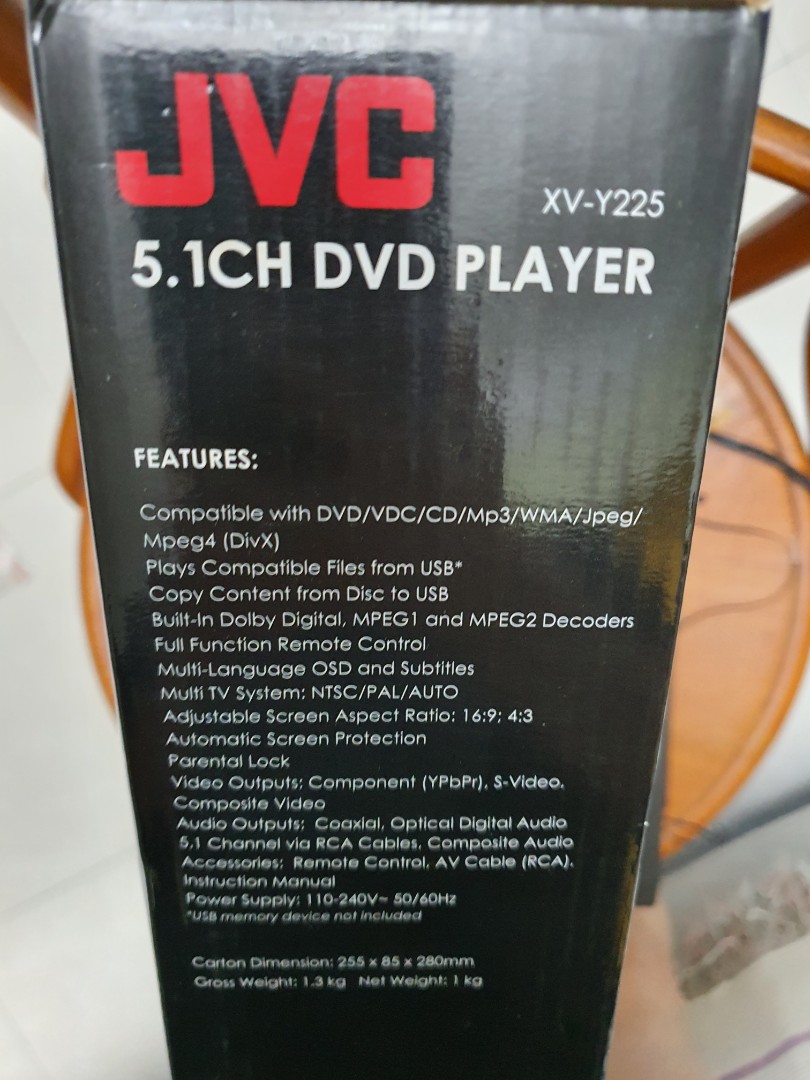 JVC
XV-Y225
5.1CH DVD PLAYER
FEATURES:
Compatible with DVD/VDC/CD/Mp3/WMA/Jpeg/
Mpeg4 (DivX)
Plays Compatible Files from USB*
Copy Content from Disc to USB
Built-In Dolby Digital, MPEG1 and MPEG2 Decoders
Full Function Remote Control
Multi-Language OSD and Subtitles
Multi TV System: NTSC/PAL/AUTO
Adjustable Screen Aspect Ratio: 16:9; 4:3
Automatic Screen Protection
Parental Lock
Video Outputs: Component (YPbPr), S-Video,
Composite Video
Audio Outputs: Coaxial, Optical Digital Audio
5.1 Channel via RCA Cables, Composite Audio
Accessories: Remote Control, AV Cable (RCA),
Instruction Manual
Power Supply: 110-240V~ 50/60Hz
*USB memory device not included
Carton Dimension: 255 x 85 x 280mm
Gross Weight: 1.3 kg Net Weight: 1 kg